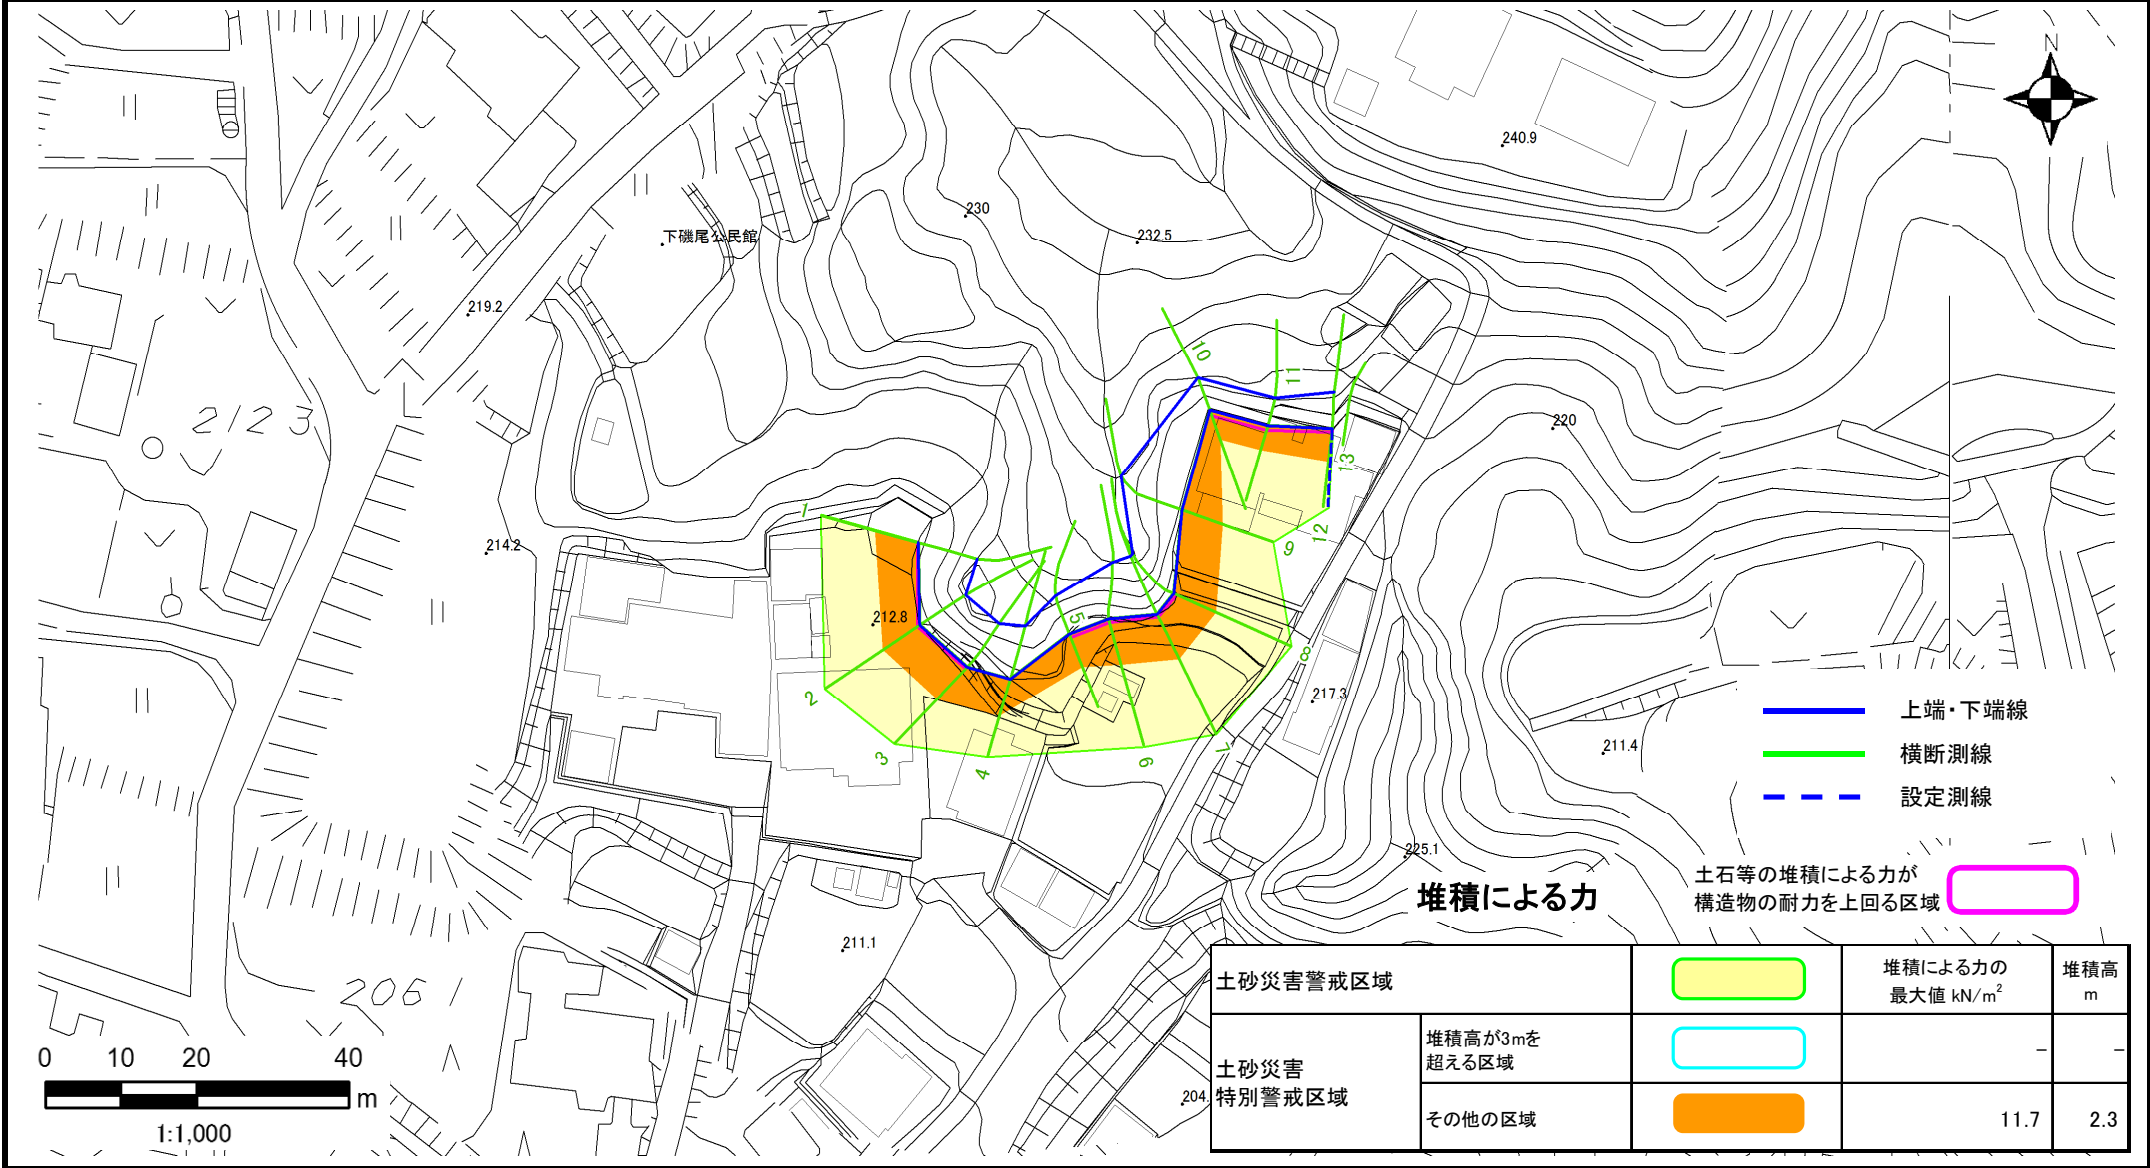 N
240.9
230
232.5
下磯尾公民館
219.2
10
11
2123
220
13
1
12
214.2
9
212.8
5
8
2
217.3
3
4
6
7
211.4
上端・下端線
横断測線
設定測線
225.1
堆積による力
土石等の堆積による力が
構造物の耐力を上回る区域
211.1
206
土砂災害警戒区域
堆積による力の
最大値 kN/m²
堆積高
m
土砂災害
特別警戒区域
堆積高が3mを
超える区域
－
－
その他の区域
11.7
2.3
204.
0 10 20 40
m
1:1,000